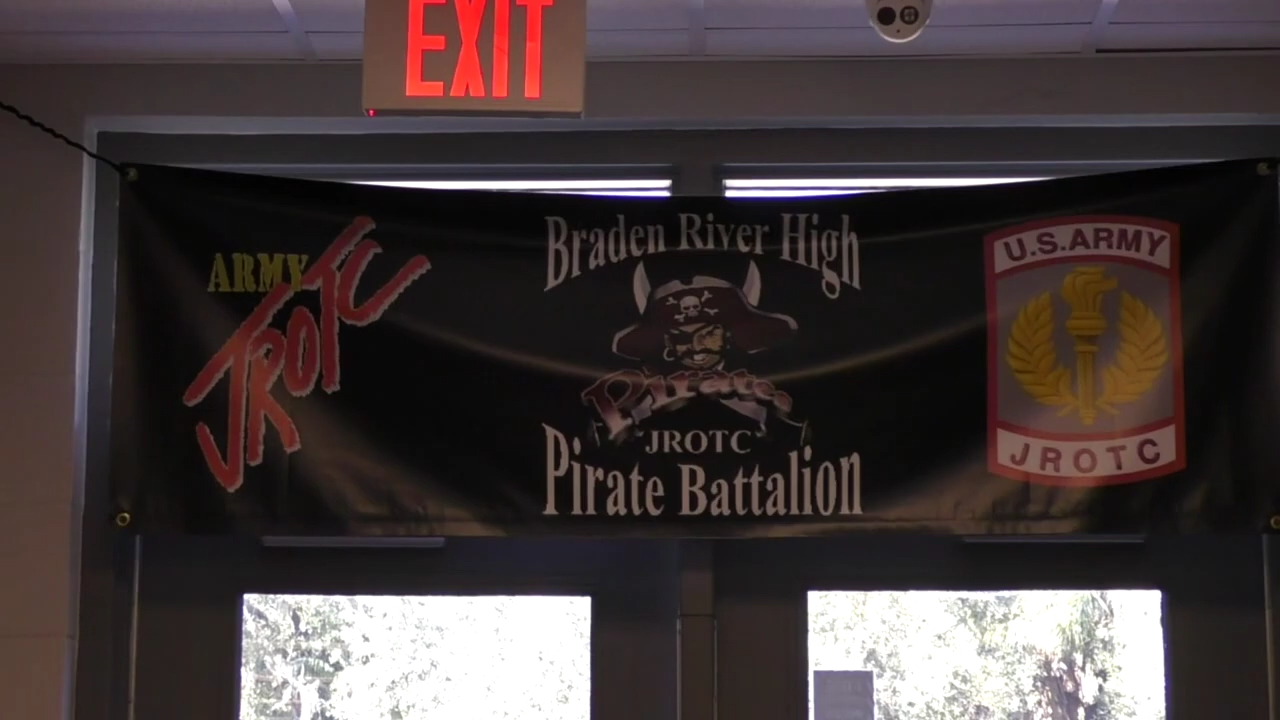 EXIT
ARMY
JROTC
Braden River High
Pirates
JROTC
Pirate Battalion
U.S.ARMY
JROTC